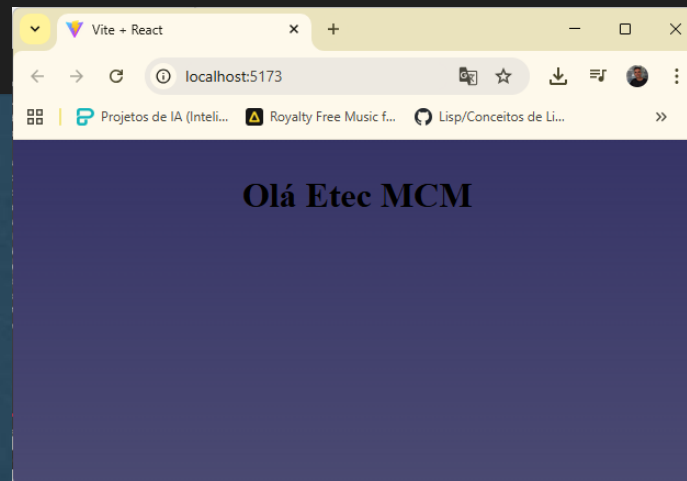 Vite + React
localhost:5173
Projetos de IA (Inteli... Royalty Free Music f... Lisp/Conceitos de Li...
Olá Etec MCM